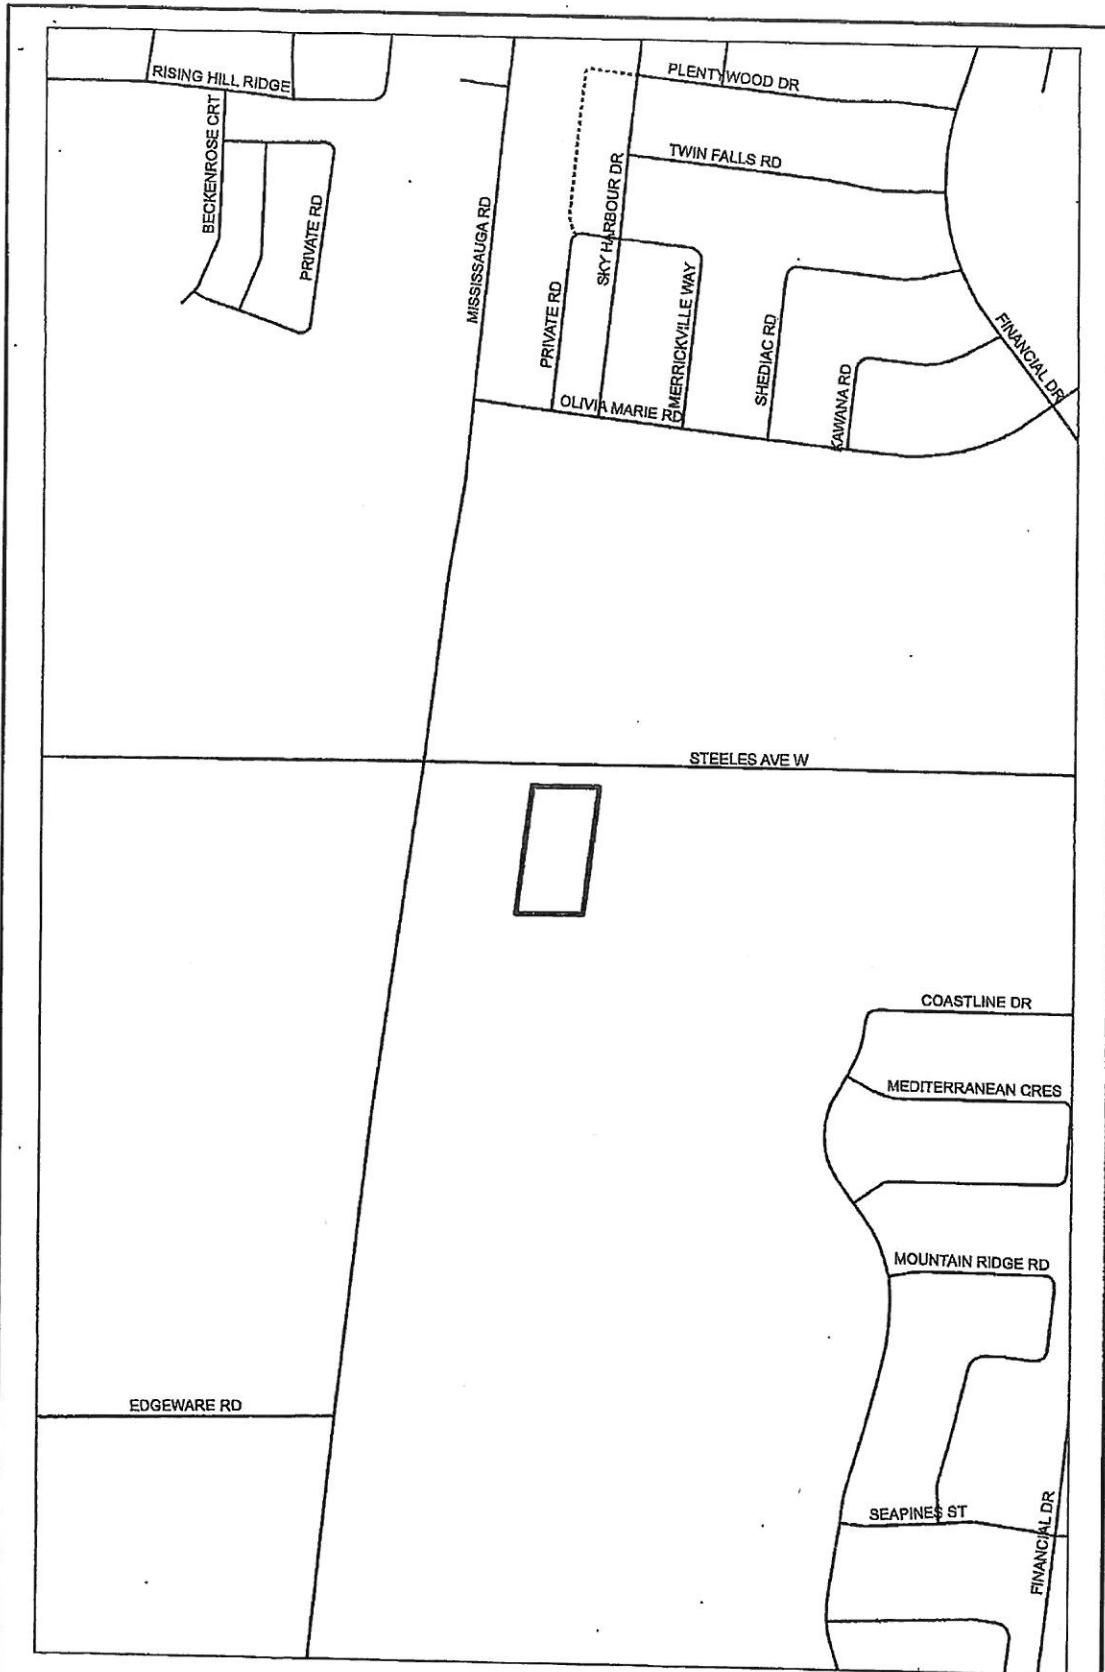 RISING HILL RIDGE
PLENTYWOOD DR
BECKENROSE CRT
TWIN FALLS RD
PRIVATE RD
MISSISSAUGA RD
SKY HARBOUR DR
PRIVATE RD
MERRICKVILLE WAY
SHEDIAC RD
FINANCIAL DR
KAWANA RD
OLIVIA MARIE RD
STEELES AVE W
COASTLINE DR
MEDITERRANEAN CRES
MOUNTAIN RIDGE RD
EDGEWARE RD
SEAPINES ST
FINANCIAL DR